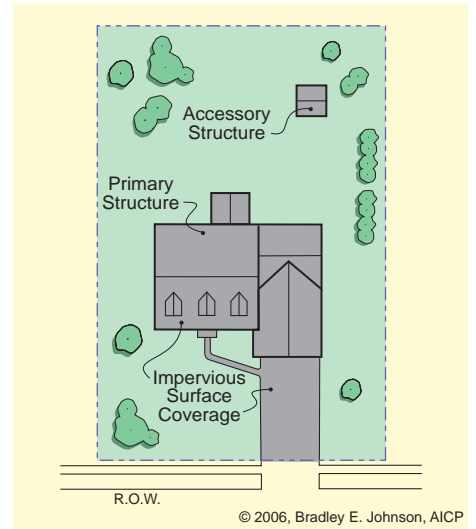 Accessory
Structure
Primary
Structure
Impervious
Surface
Coverage
R.O.W.
© 2006, Bradley E. Johnson, AICP